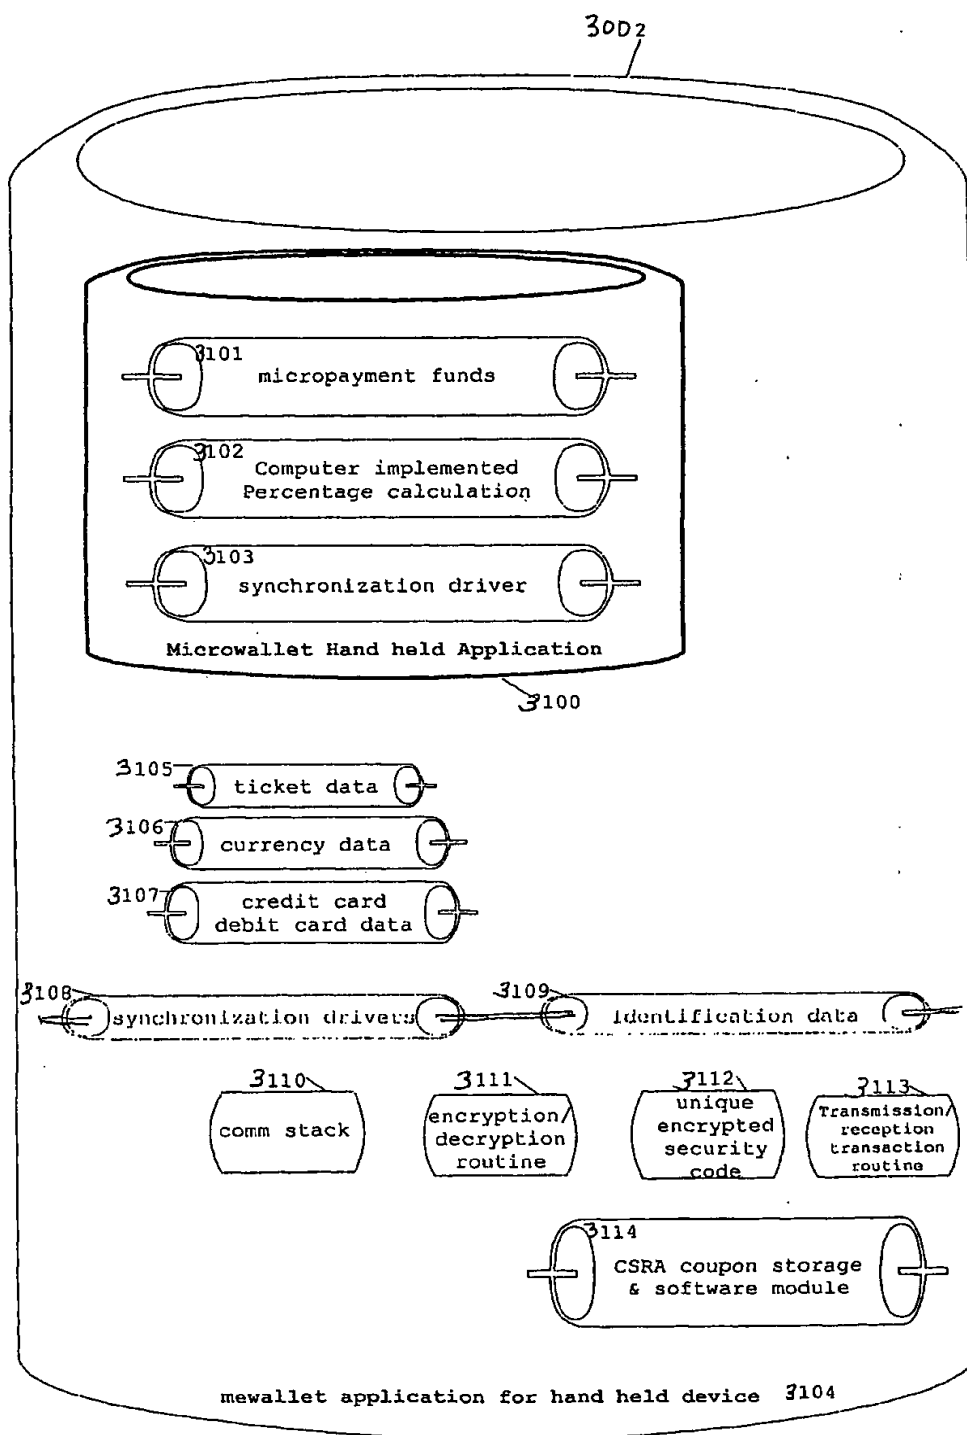 30D2
3101
micropayment funds
3102
Computer implemented
Percentage calculation
3103
synchronization driver
Microwallet Hand held Application
3100
3105
ticket data
3106
currency data
3107
credit card
debit card data
3108
synchronization drivers
3109
identification data
3110
comm stack
3111
encryption/
decryption
routine
3112
unique
encrypted
security
code
3113
Transmission/
reception
transaction
routine
3114
CSRA coupon storage
& software module
mewallet application for hand held device 3104